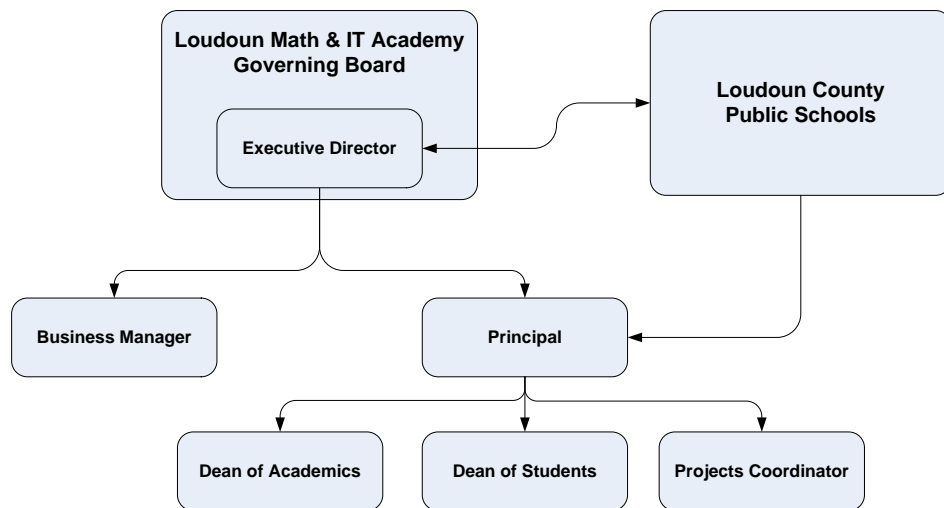 Loudoun Math & IT Academy
Governing Board
Loudoun County
Public Schools
Executive Director
Business Manager
Principal
Dean of Academics
Dean of Students
Projects Coordinator